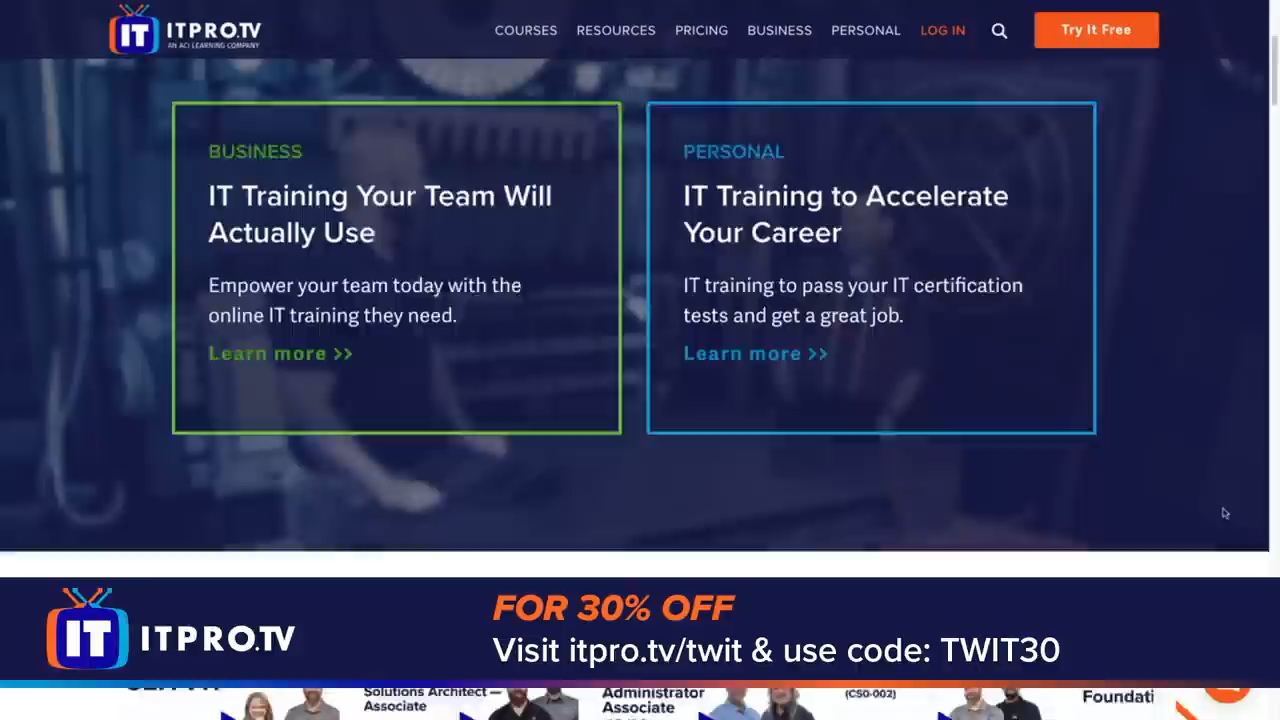 IT ITPRO.TV
AN ACI LEARNING COMPANY
COURSES RESOURCES PRICING BUSINESS PERSONAL LOG IN Try It Free
BUSINESS
IT Training Your Team Will
Actually Use
Empower your team today with the
online IT training they need.
Learn more >>
PERSONAL
IT Training to Accelerate
Your Career
IT training to pass your IT certification
tests and get a great job.
Learn more >>
IT ITPRO.TV
FOR 30% OFF
Visit itpro.tv/twit & use code: TWIT30
Solutions Architect —
Associate
Administrator
Associate
(CS0-002)
Foundati